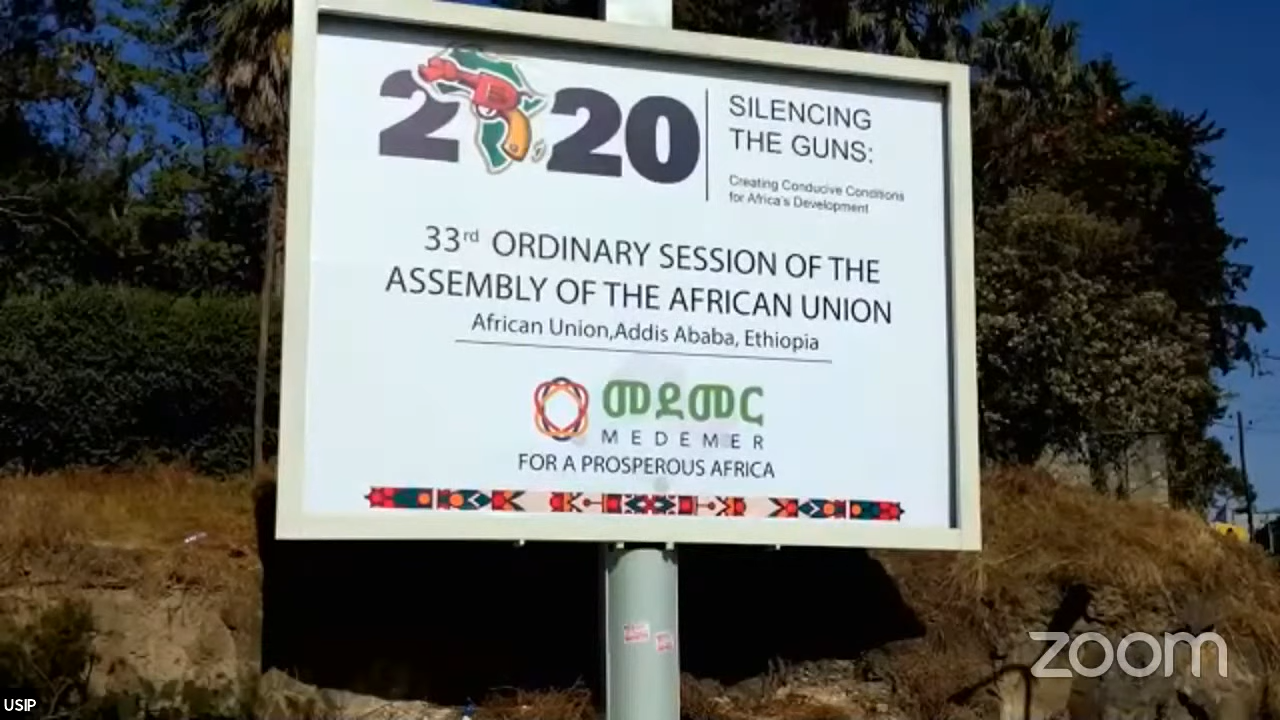 2020
SILENCING
THE GUNS:
Creating Conducive Conditions
for Africa's Development
33rd ORDINARY SESSION OF THE
ASSEMBLY OF THE AFRICAN UNION
African Union,Addis Ababa, Ethiopia
መደመር
MEDEMER
FOR A PROSPEROUS AFRICA
zoom
USIP